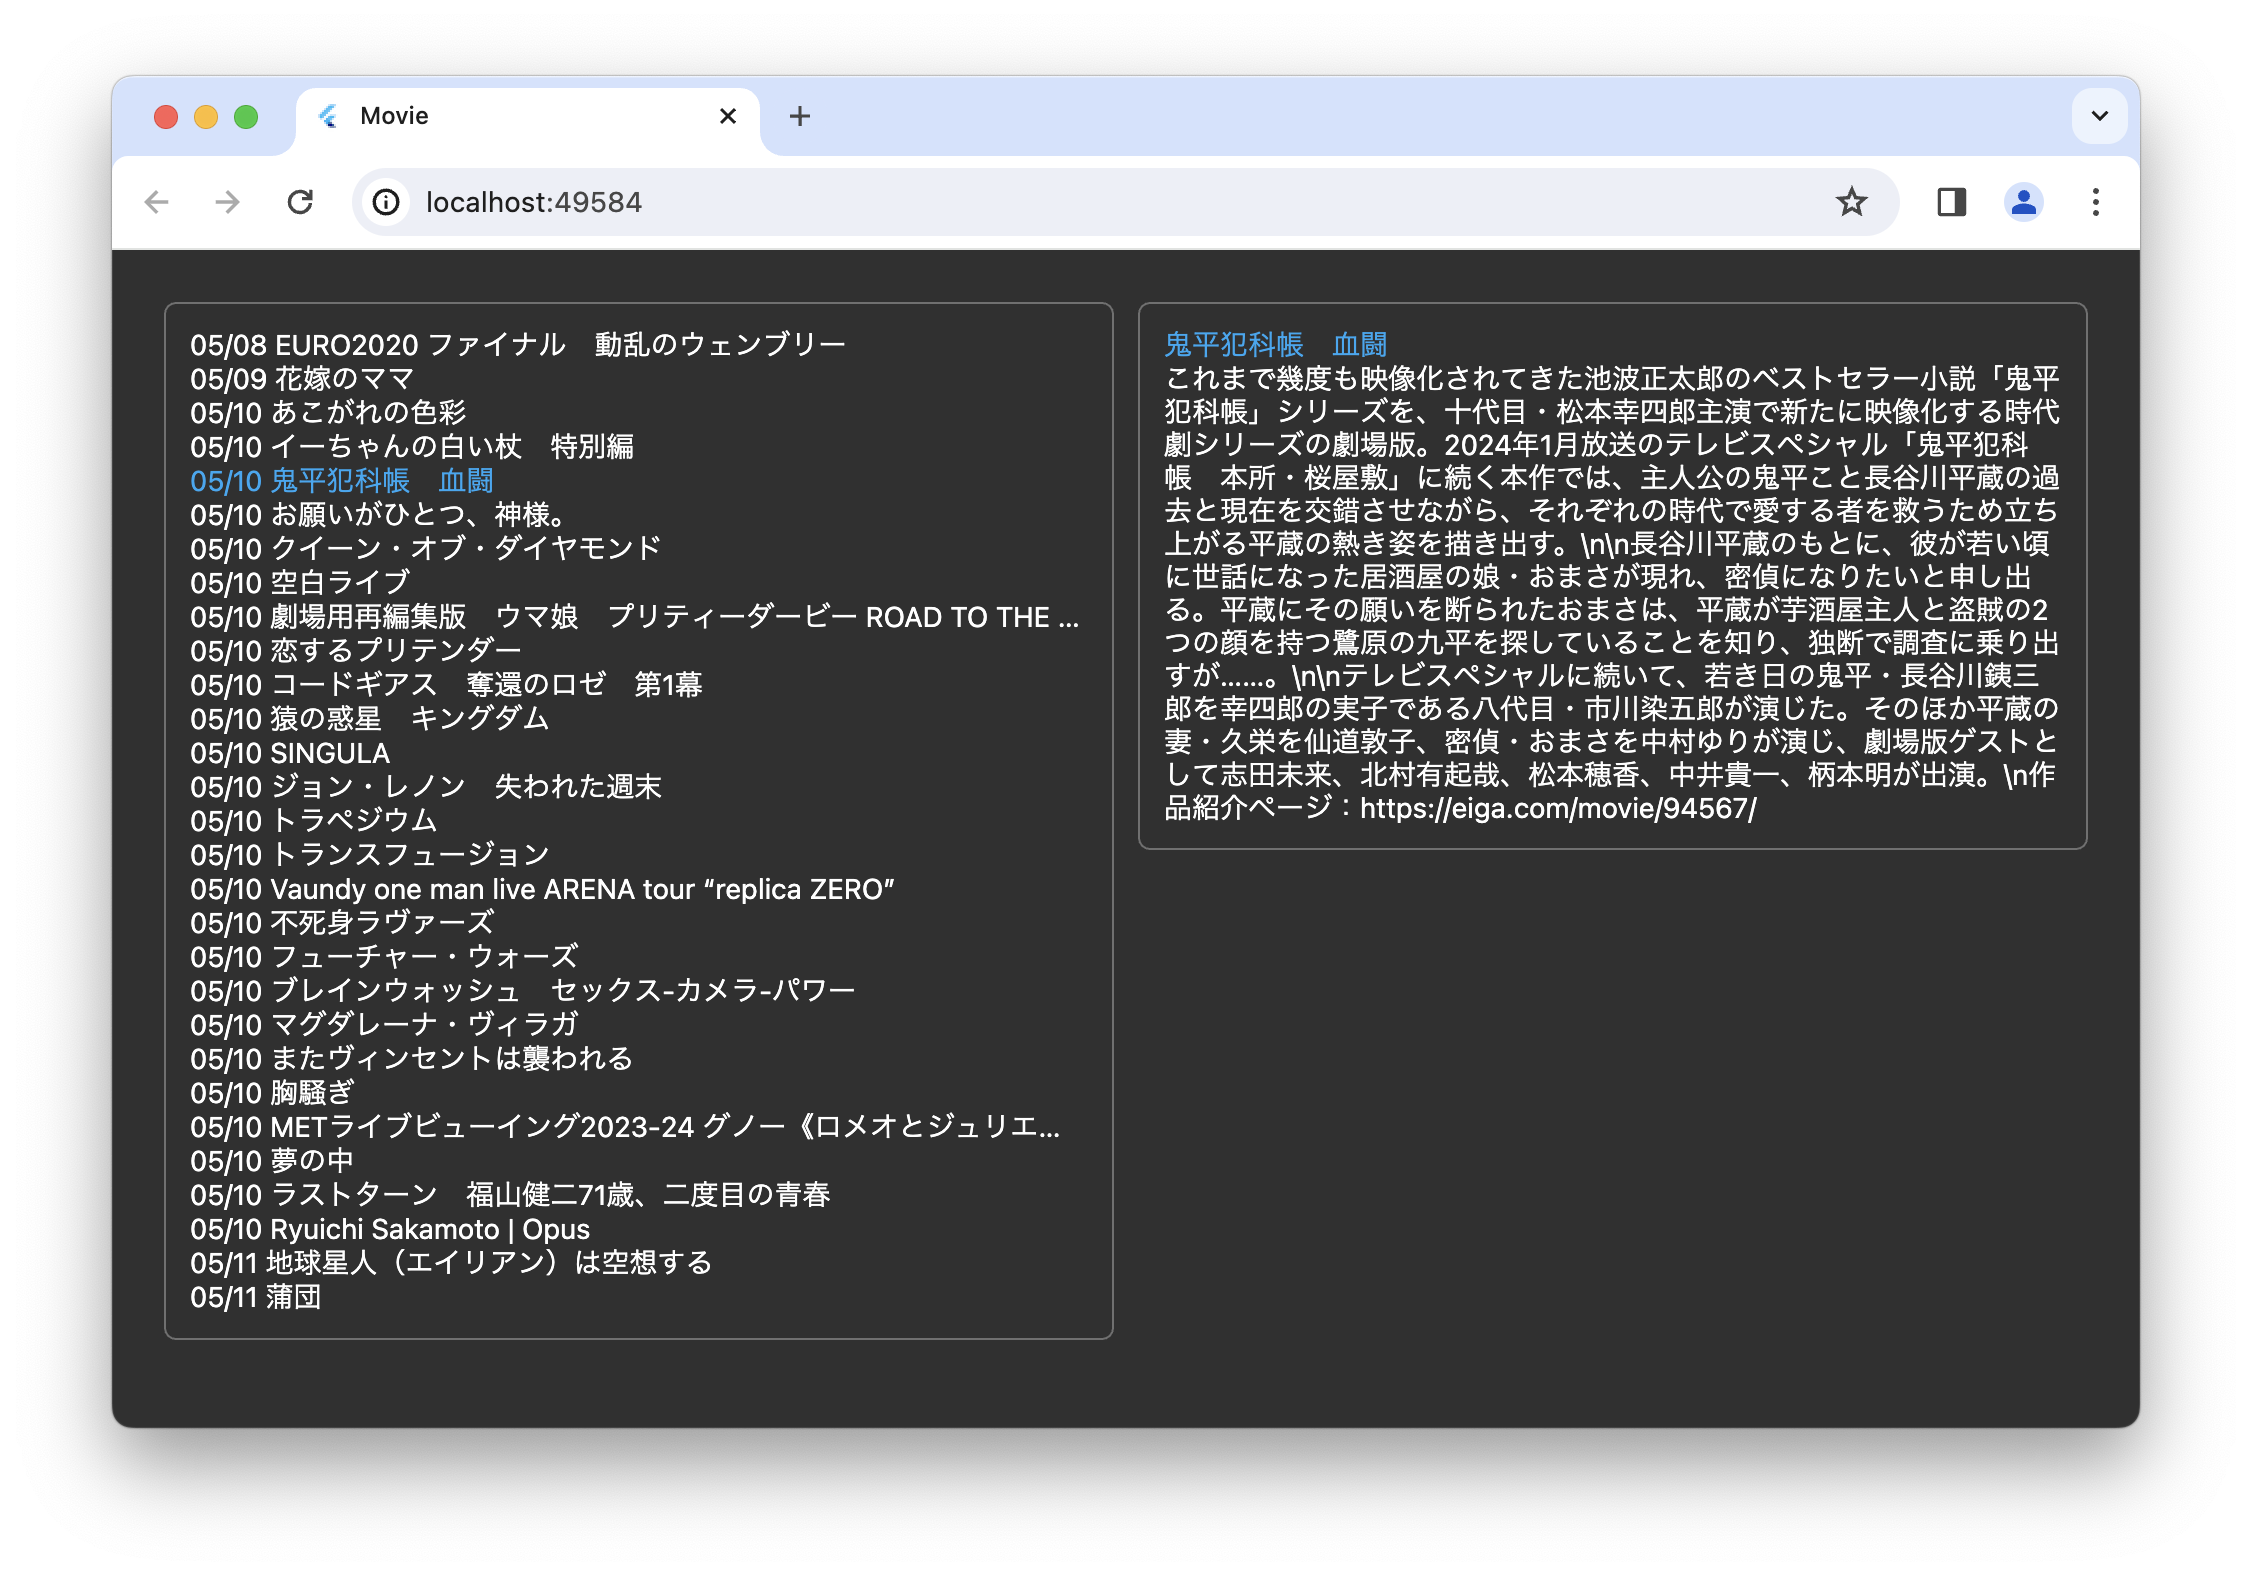 Movie
localhost:49584
05/08 EURO2020 ファイナル　動乱のウェンブリー
05/09 花嫁のママ
05/10 あこがれの色彩
05/10 イーちゃんの白い杖　特別編
05/10 鬼平犯科帳　血闘
05/10 お願いがひとつ、神様。
05/10 クイーン・オブ・ダイヤモンド
05/10 空白ライブ
05/10 劇場用再編集版　ウマ娘　プリティーダービー ROAD TO THE ...
05/10 恋するプリテンダー
05/10 コードギアス　奪還のロゼ　第1幕
05/10 猿の惑星　キングダム
05/10 SINGULA
05/10 ジョン・レノン　失われた週末
05/10 トラペジウム
05/10 トランスフュージョン
05/10 Vaundy one man live ARENA tour “replica ZERO”
05/10 不死身ラヴァーズ
05/10 フューチャー・ウォーズ
05/10 ブレインウォッシュ　セックス-カメラ-パワー
05/10 マグダレーナ・ヴィラガ
05/10 またヴィンセントは襲われる
05/10 胸騒ぎ
05/10 METライブビューイング2023-24 グノー《ロメオとジュリエ...
05/10 夢の中
05/10 ラストターン　福山健二71歳、二度目の青春
05/10 Ryuichi Sakamoto | Opus
05/11 地球星人（エイリアン）は空想する
05/11 蒲団
鬼平犯科帳　血闘
これまで幾度も映像化されてきた池波正太郎のベストセラー小説「鬼平
犯科帳」シリーズを、十代目・松本幸四郎主演で新たに映像化する時代
劇シリーズの劇場版。2024年1月放送のテレビスペシャル「鬼平犯科
帳　本所・桜屋敷」に続く本作では、主人公の鬼平こと長谷川平蔵の過
去と現在を交錯させながら、それぞれの時代で愛する者を救うため立ち
上がる平蔵の熱き姿を描き出す。\n\n長谷川平蔵のもとに、彼が若い頃
に世話になった居酒屋の娘・おまさが現れ、密偵になりたいと申し出
る。平蔵にその願いを断られたおまさは、平蔵が芋酒屋主人と盗賊の2
つの顔を持つ鷺原の九平を探していることを知り、独断で調査に乗り出
すが……。\n\nテレビスペシャルに続いて、若き日の鬼平・長谷川銕三
郎を幸四郎の実子である八代目・市川染五郎が演じた。そのほか平蔵の
妻・久栄を仙道敦子、密偵・おまさを中村ゆりが演じ、劇場版ゲストと
して志田未来、北村有起哉、松本穂香、中井貴一、柄本明が出演。\n作
品紹介ページ：https://eiga.com/movie/94567/